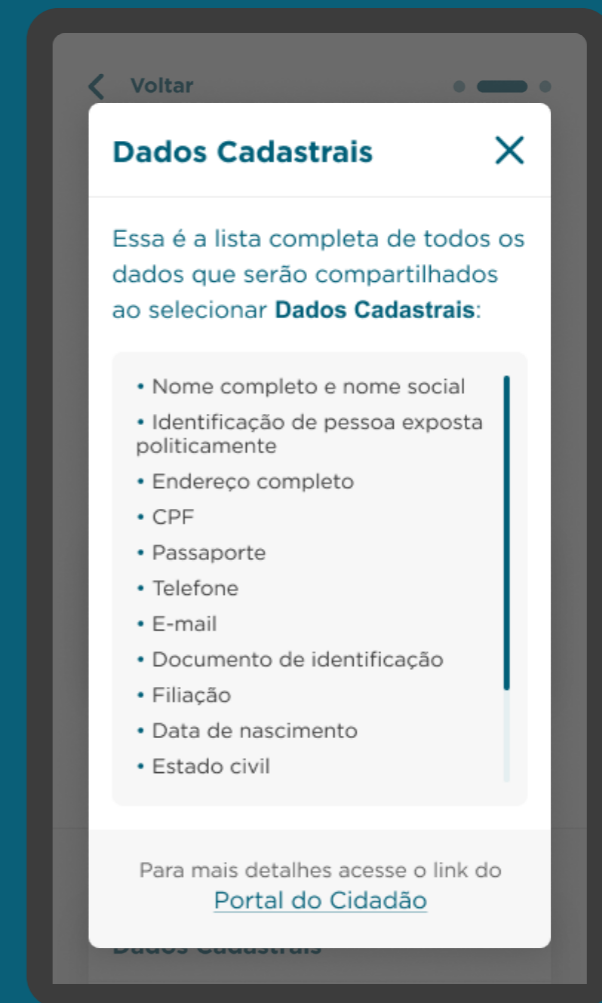 Voltar
Dados Cadastrais
Essa é a lista completa de todos os
dados que serão compartilhados
ao selecionar Dados Cadastrais:
• Nome completo e nome social
• Identificação de pessoa exposta
politicamente
• Endereço completo
• CPF
• Passaporte
• Telefone
• E-mail
• Documento de identificação
• Filiação
• Data de nascimento
• Estado civil
Para mais detalhes acesse o link do
Portal do Cidadão
Dados Cadastrais